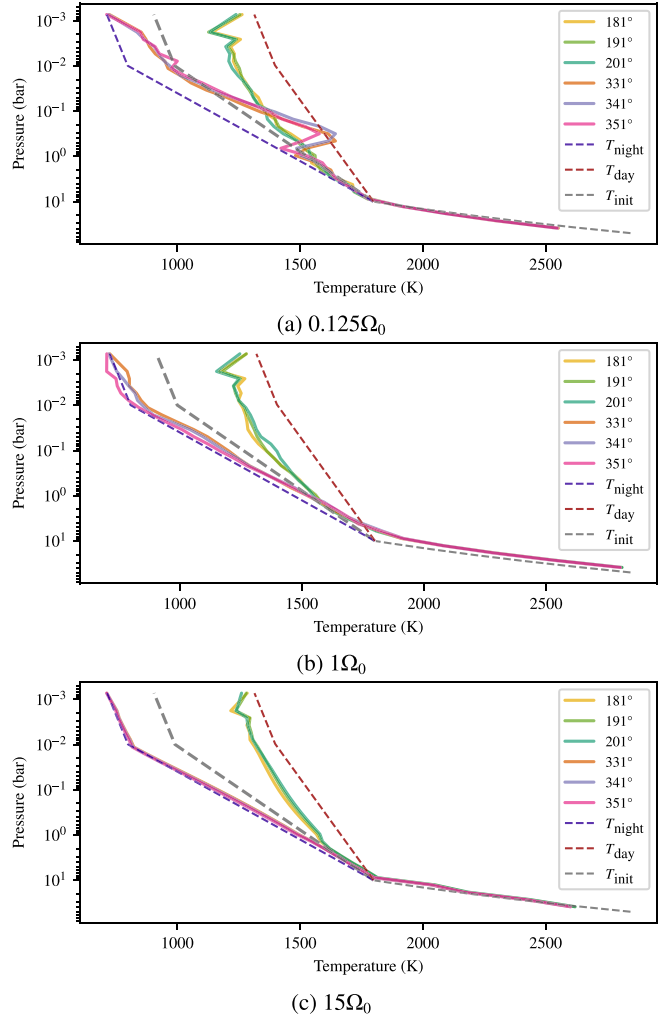 10⁻³
10⁻²
10⁻¹
10⁰
10¹
Pressure (bar)
181°
191°
201°
331°
341°
351°
T_night
T_day
T_init
1000 1500 2000 2500
Temperature (K)
(a) 0.125Ω₀
10⁻³
10⁻²
10⁻¹
10⁰
10¹
Pressure (bar)
181°
191°
201°
331°
341°
351°
T_night
T_day
T_init
1000 1500 2000 2500
Temperature (K)
(b) 1Ω₀
10⁻³
10⁻²
10⁻¹
10⁰
10¹
Pressure (bar)
181°
191°
201°
331°
341°
351°
T_night
T_day
T_init
1000 1500 2000 2500
Temperature (K)
(c) 15Ω₀